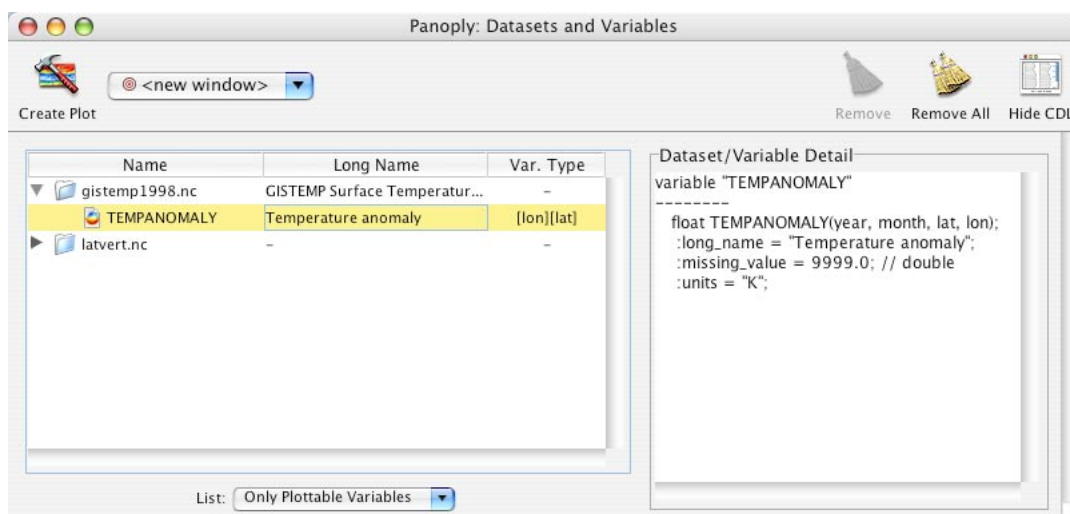 Panoply: Datasets and Variables
<new window>
Create Plot
Remove
Remove All
Hide CDL
Name Long Name Var. Type
gistemp1998.nc GISTEMP Surface Temperatur... –
TEMPANOMALY Temperature anomaly [lon][lat]
latvert.nc – –
List: Only Plottable Variables
Dataset/Variable Detail
variable "TEMPANOMALY"
--------
float TEMPANOMALY(year, month, lat, lon);
:long_name = "Temperature anomaly";
:missing_value = 9999.0; // double
:units = "K";